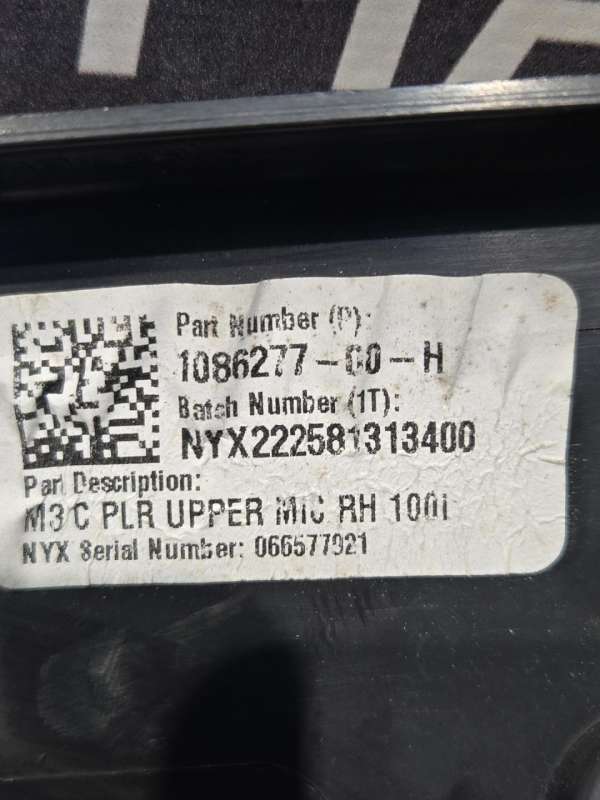 Part Number (P):
1086277-00-H
Batch Number (1T):
NYX222581313400
Part Description:
M3 C PLR UPPER MIC RH 100I
NYX Serial Number: 066577921